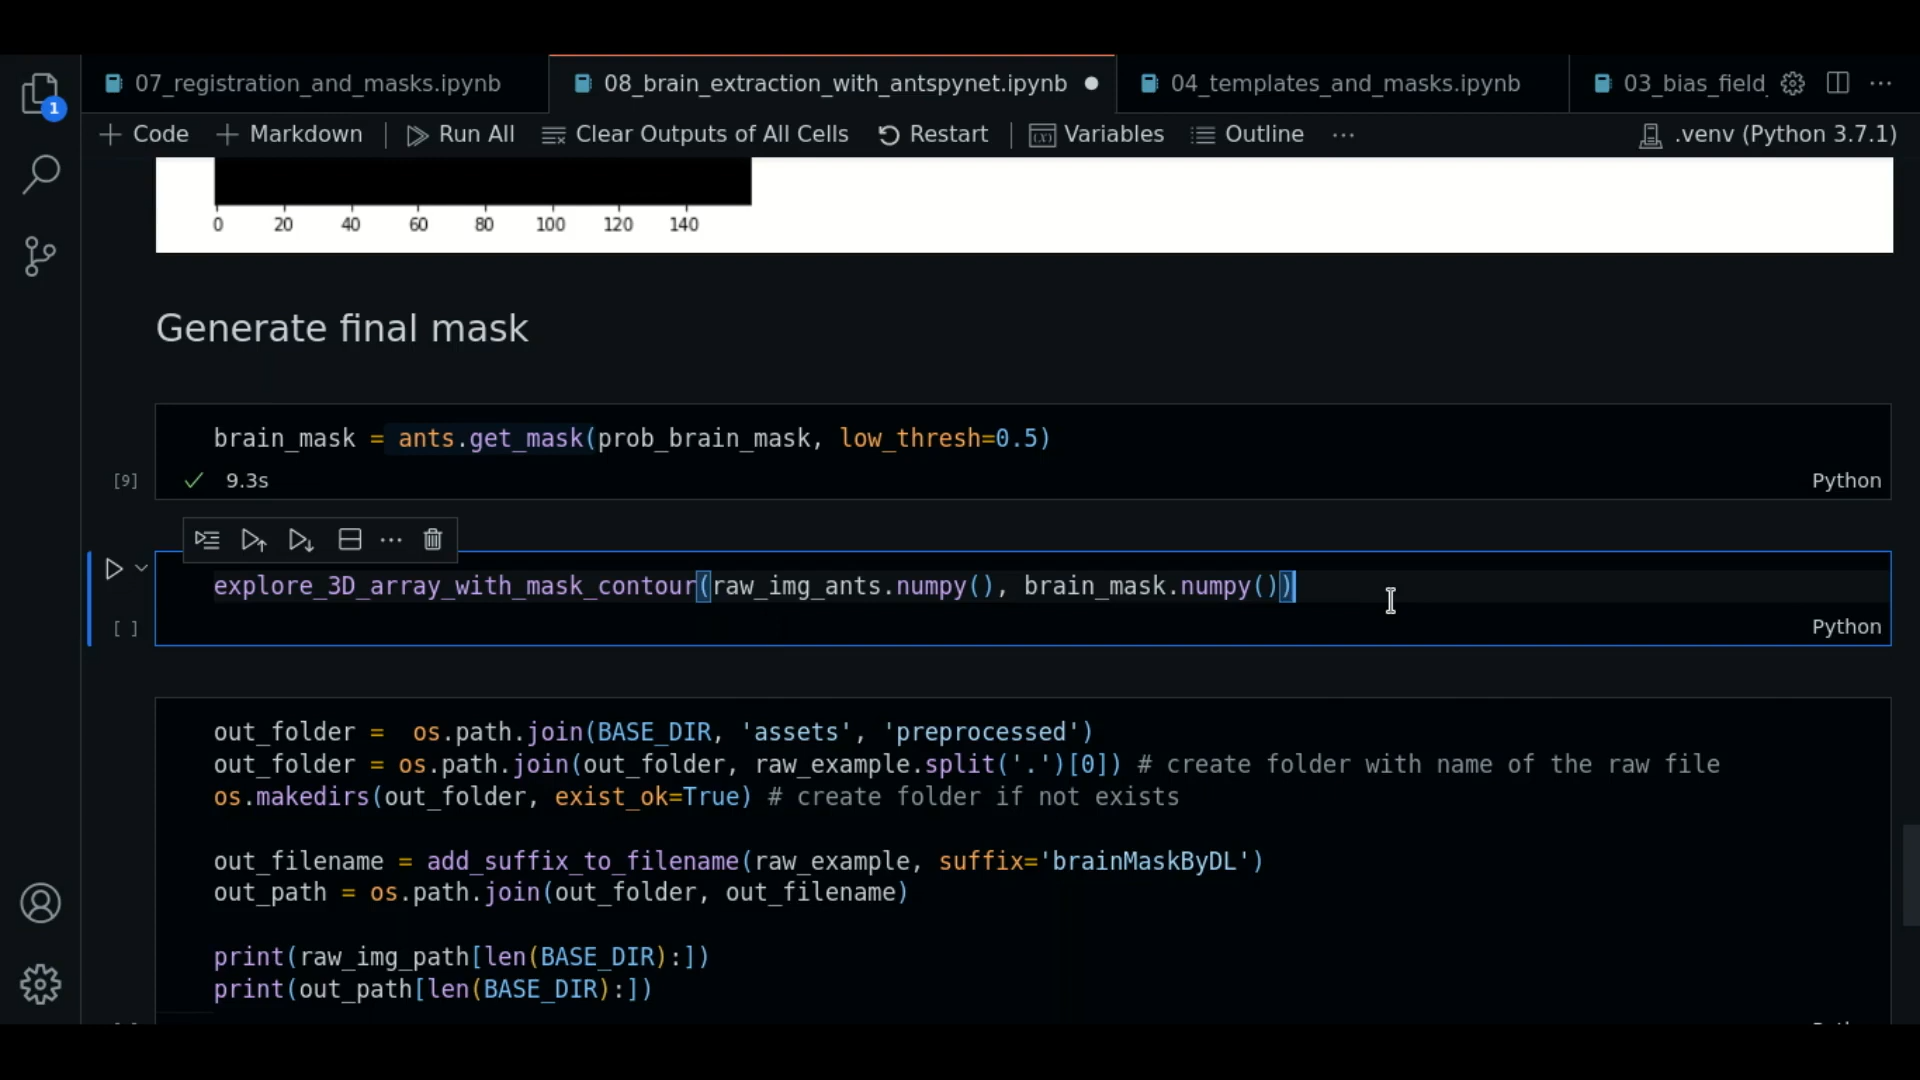 07_registration_and_masks.ipynb
08_brain_extraction_with_antspynet.ipynb
04_templates_and_masks.ipynb
03_bias_field_
1
Code
Markdown
Run All
Clear Outputs of All Cells
Restart
Variables
Outline
...
.venv (Python 3.7.1)
0 20 40 60 80 100 120 140
Generate final mask
brain_mask = ants.get_mask(prob_brain_mask, low_thresh=0.5)
[9]
9.3s
Python
explore_3D_array_with_mask_contour(raw_img_ants.numpy(), brain_mask.numpy())
[ ]
Python
out_folder =  os.path.join(BASE_DIR, 'assets', 'preprocessed')
out_folder = os.path.join(out_folder, raw_example.split('.')[0]) # create folder with name of the raw file
os.makedirs(out_folder, exist_ok=True) # create folder if not exists
out_filename = add_suffix_to_filename(raw_example, suffix='brainMaskByDL')
out_path = os.path.join(out_folder, out_filename)
print(raw_img_path[len(BASE_DIR):])
print(out_path[len(BASE_DIR):])